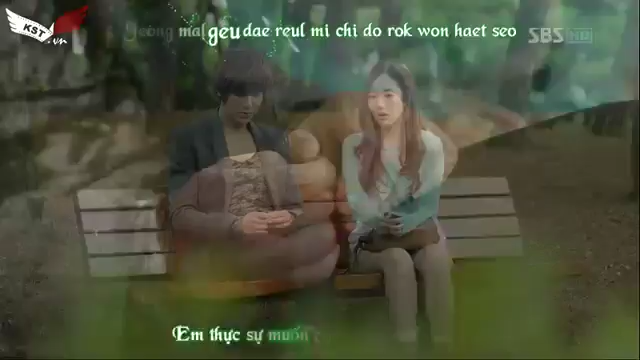 KST.vn
Jeong mal geu dae reul mi chi do rok won haet seo
SBS HD
Em thực sự muốn